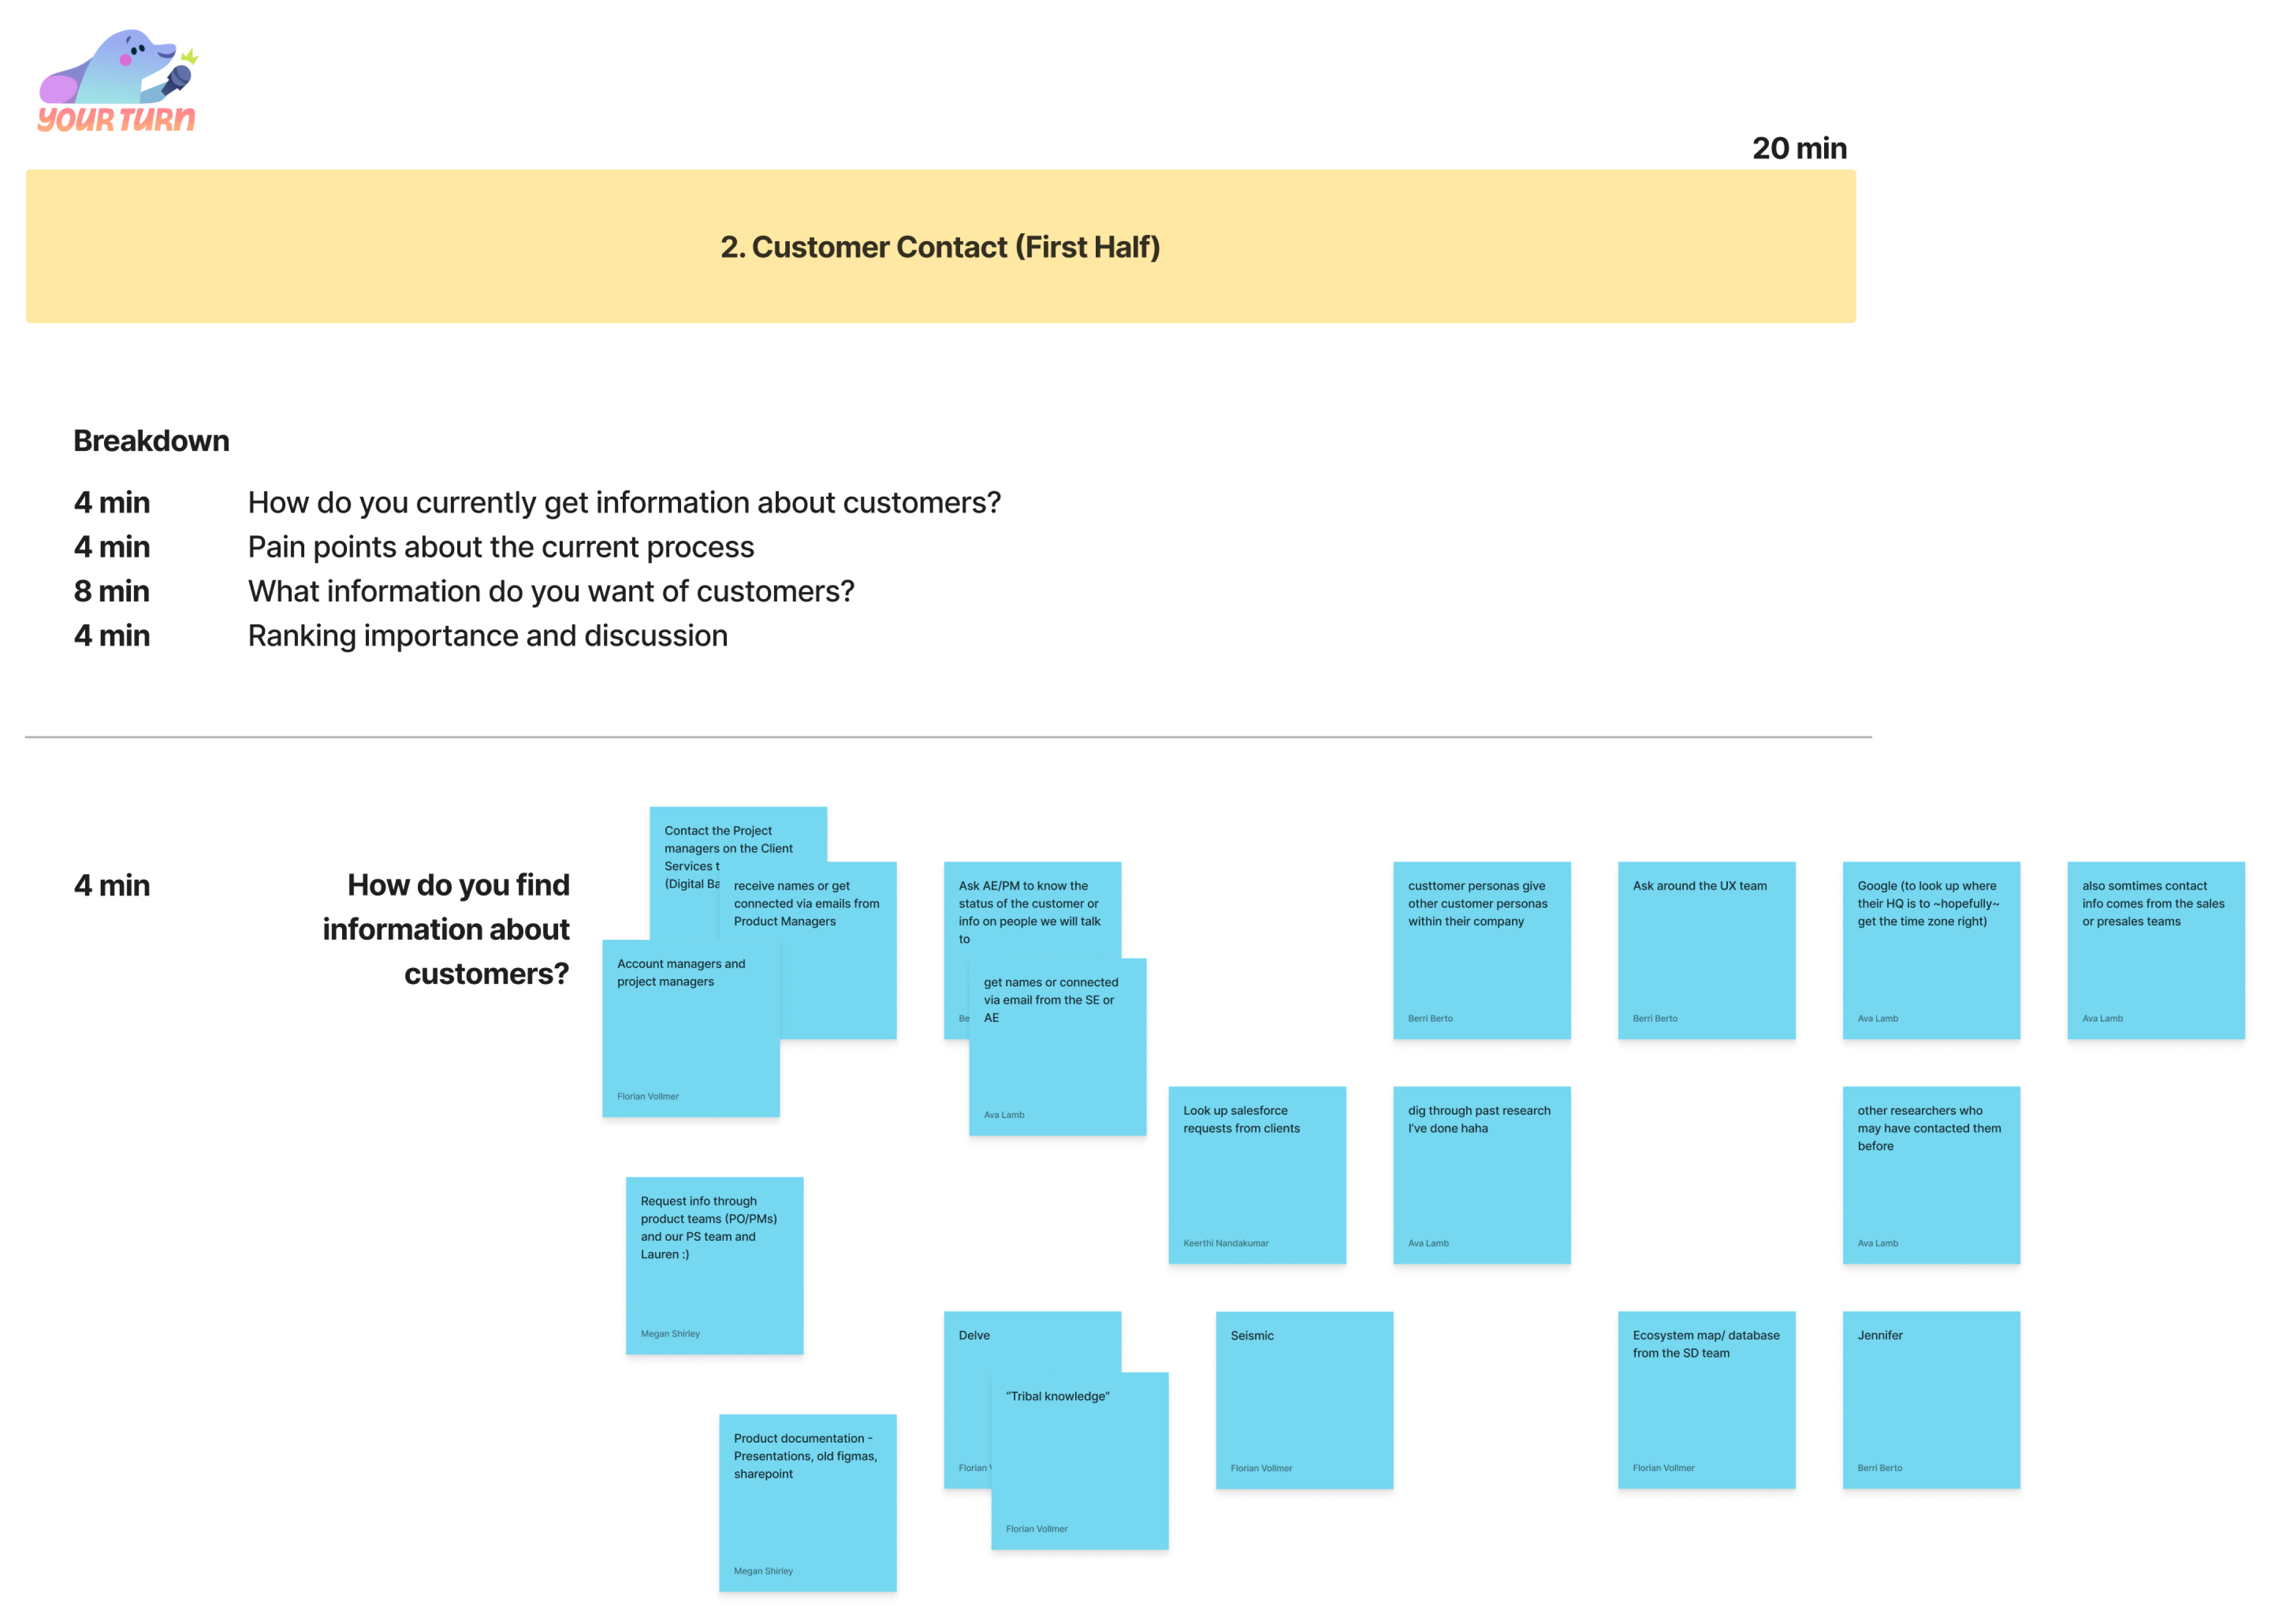 YOUR TURN
20 min
2. Customer Contact (First Half)
Breakdown
4 min How do you currently get information about customers?
4 min Pain points about the current process
8 min What information do you want of customers?
4 min Ranking importance and discussion
4 min
How do you find
information about
customers?
Contact the Project
managers on the Client
Services
(Digital
receive names or get
connected via emails from
Product Managers
Account managers and
project managers
Florian Vollmer
Ask AE/PM to know the
status of the customer or
info on people we will talk
to
get names or connected
via email from the SE or
AE
Ava Lamb
custtomer personas give
other customer personas
within their company
Berri Berto
Ask around the UX team
Berri Berto
Google (to look up where
their HQ is to ~hopefully~
get the time zone right)
Ava Lamb
also somtimes contact
info comes from the sales
or presales teams
Ava Lamb
Look up salesforce
requests from clients
Keerthi Nandakumar
dig through past research
I've done haha
Ava Lamb
other researchers who
may have contacted them
before
Ava Lamb
Request info through
product teams (PO/PMs)
and our PS team and
Lauren :)
Megan Shirley
Delve
Florian
"Tribal knowledge"
Florian Vollmer
Seismic
Florian Vollmer
Ecosystem map/ database
from the SD team
Florian Vollmer
Jennifer
Berri Berto
Product documentation -
Presentations, old figmas,
sharepoint
Megan Shirley